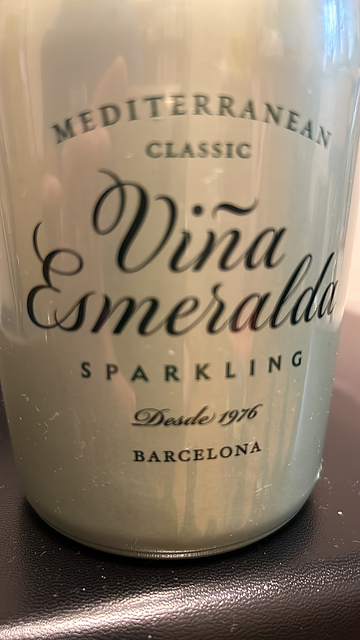 MEDITERRANEAN
CLASSIC
Viña
Esmeralda
SPARKLING
Desde 1976
BARCELONA